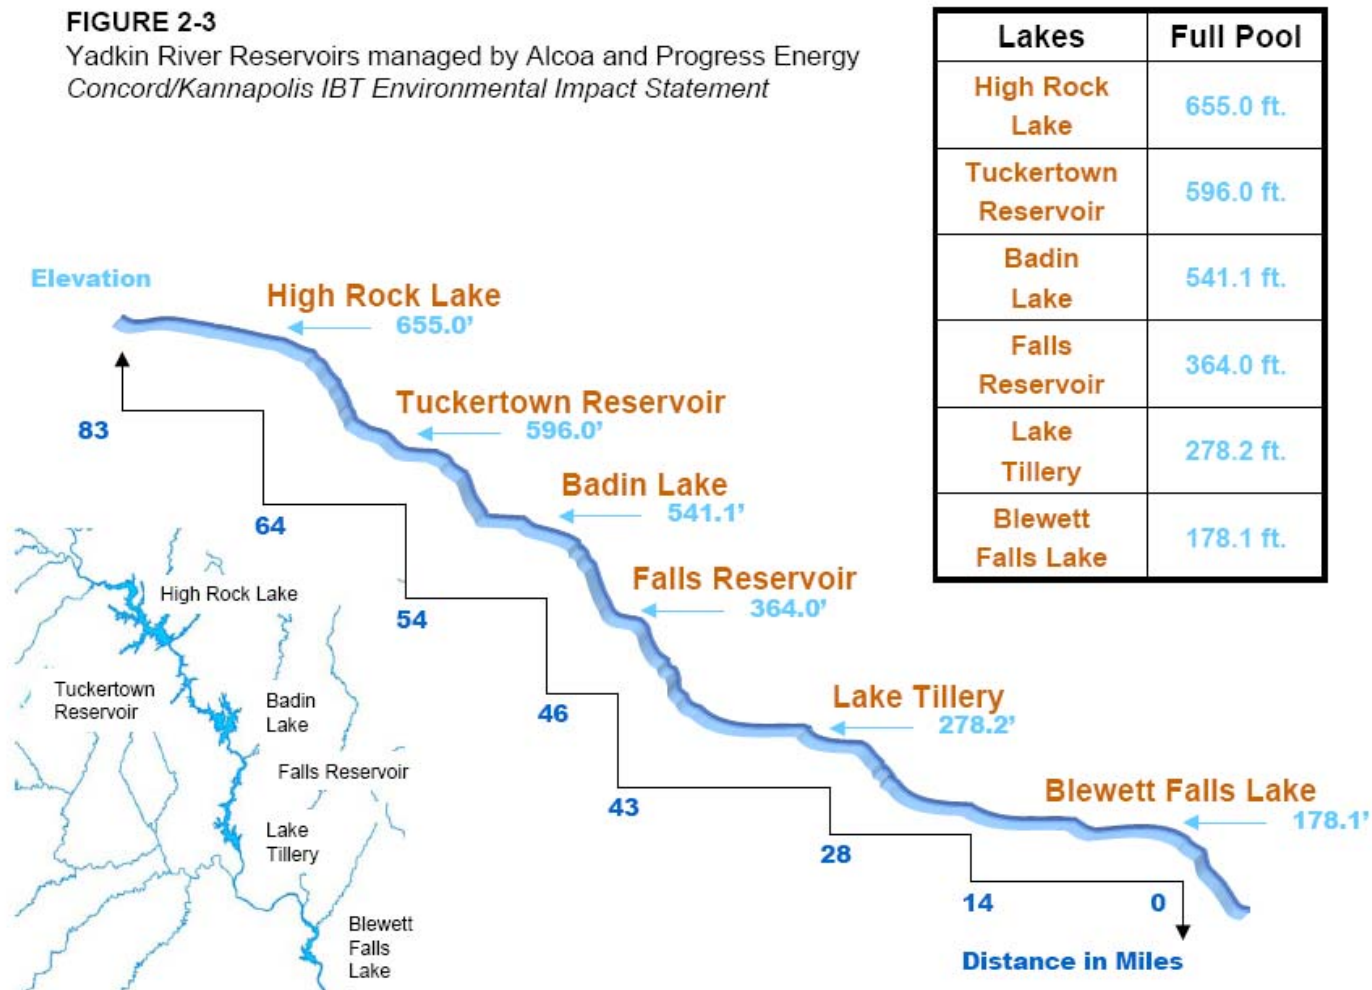 FIGURE 2-3
Yadkin River Reservoirs managed by Alcoa and Progress Energy
Concord/Kannapolis IBT Environmental Impact Statement
Lakes Full Pool
High Rock
Lake
655.0 ft.
Tuckertown
Reservoir
596.0 ft.
Badin
Lake
541.1 ft.
Falls
Reservoir
364.0 ft.
Lake
Tillery
278.2 ft.
Blewett
Falls Lake
178.1 ft.
Elevation
High Rock Lake
655.0’
Tuckertown Reservoir
596.0’
Badin Lake
541.1’
Falls Reservoir
364.0’
Lake Tillery
278.2’
Blewett Falls Lake
178.1’
83
64
54
46
43
28
14
0
Distance in Miles
High Rock Lake
Tuckertown
Reservoir
Badin
Lake
Falls Reservoir
Lake
Tillery
Blewett
Falls
Lake